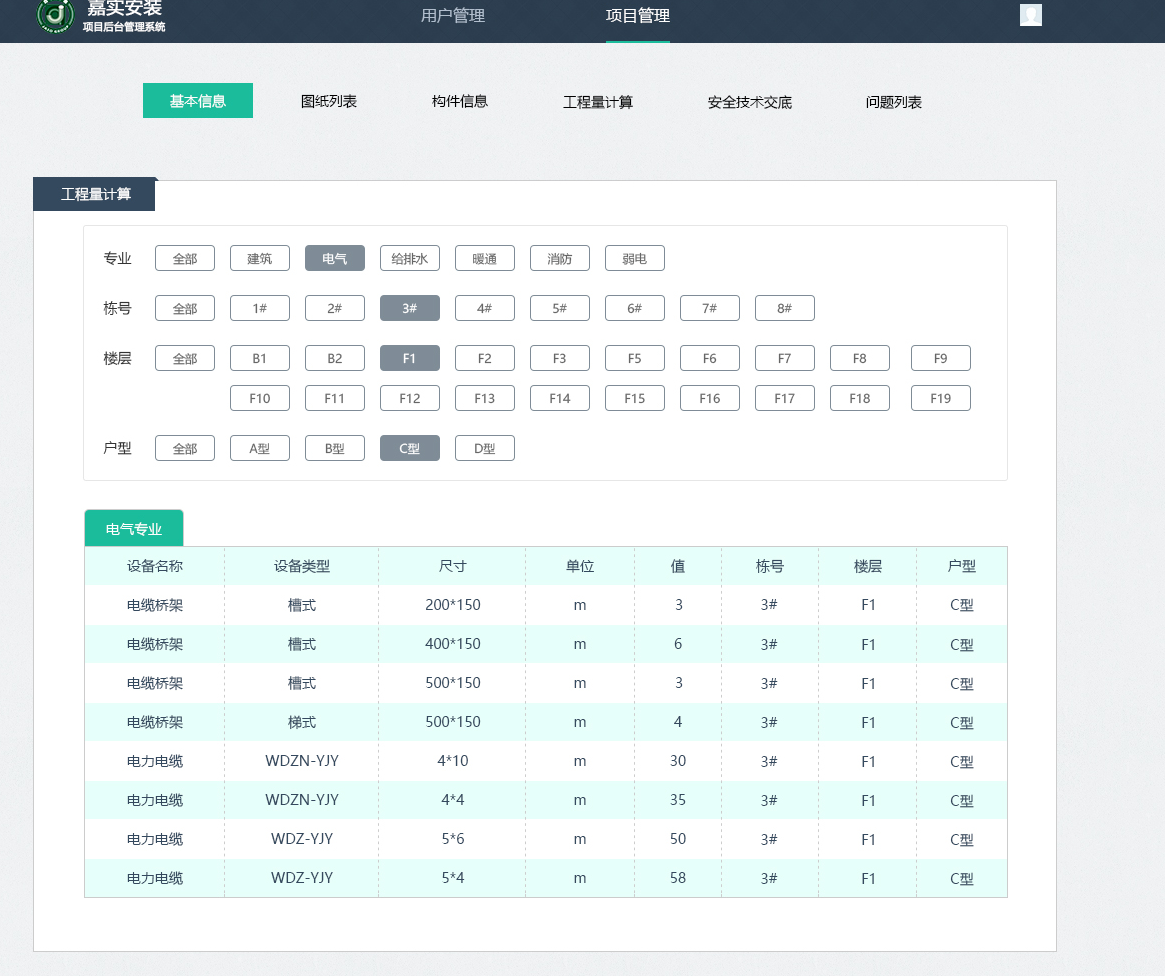 嘉实安装
项目后台管理系统
用户管理 项目管理
基本信息 图纸列表 构件信息 工程量计算 安全技术交底 问题列表
工程量计算
专业 全部 建筑 电气 给排水 暖通 消防 弱电
栋号 全部 1# 2# 3# 4# 5# 6# 7# 8#
楼层 全部 B1 B2 F1 F2 F3 F5 F6 F7 F8 F9
F10 F11 F12 F13 F14 F15 F16 F17 F18 F19
户型 全部 A型 B型 C型 D型
电气专业
设备名称 设备类型 尺寸 单位 值 栋号 楼层 户型
电缆桥架 槽式 200*150 m 3 3# F1 C型
电缆桥架 槽式 400*150 m 6 3# F1 C型
电缆桥架 槽式 500*150 m 3 3# F1 C型
电缆桥架 梯式 500*150 m 4 3# F1 C型
电力电缆 WDZN-YJY 4*10 m 30 3# F1 C型
电力电缆 WDZN-YJY 4*4 m 35 3# F1 C型
电力电缆 WDZ-YJY 5*6 m 50 3# F1 C型
电力电缆 WDZ-YJY 5*4 m 58 3# F1 C型